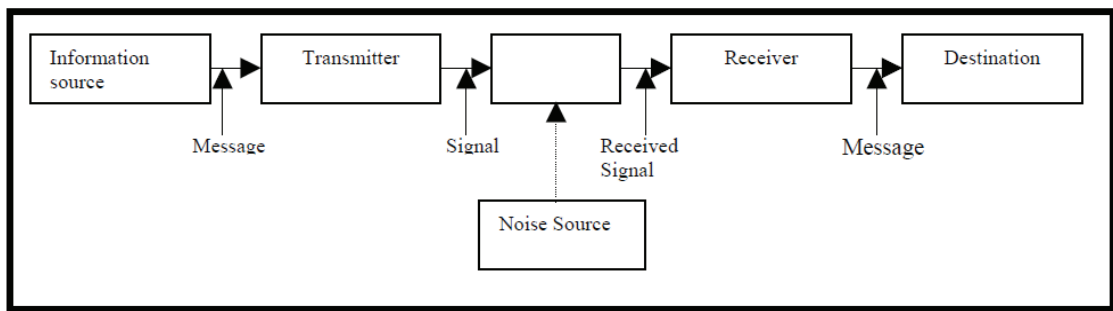 Information
source
Transmitter
Receiver
Destination
Message
Signal
Received
Signal
Message
Noise Source